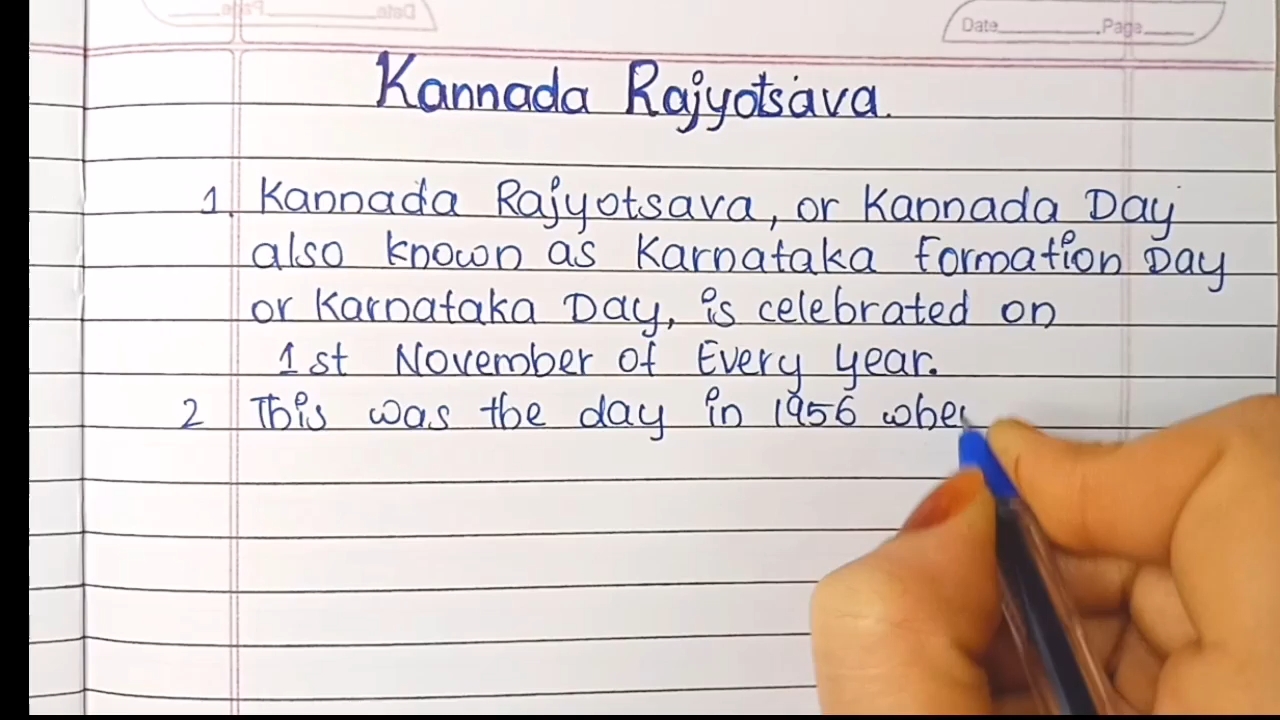 Date Page
Kannada Rajyotsava.
1. Kannada Rajyotsava, or Kannada Day
also known as Karnataka Formation Day
or Karnataka Day, is celebrated on
1st November of Every year.
2 This was the day in 1956